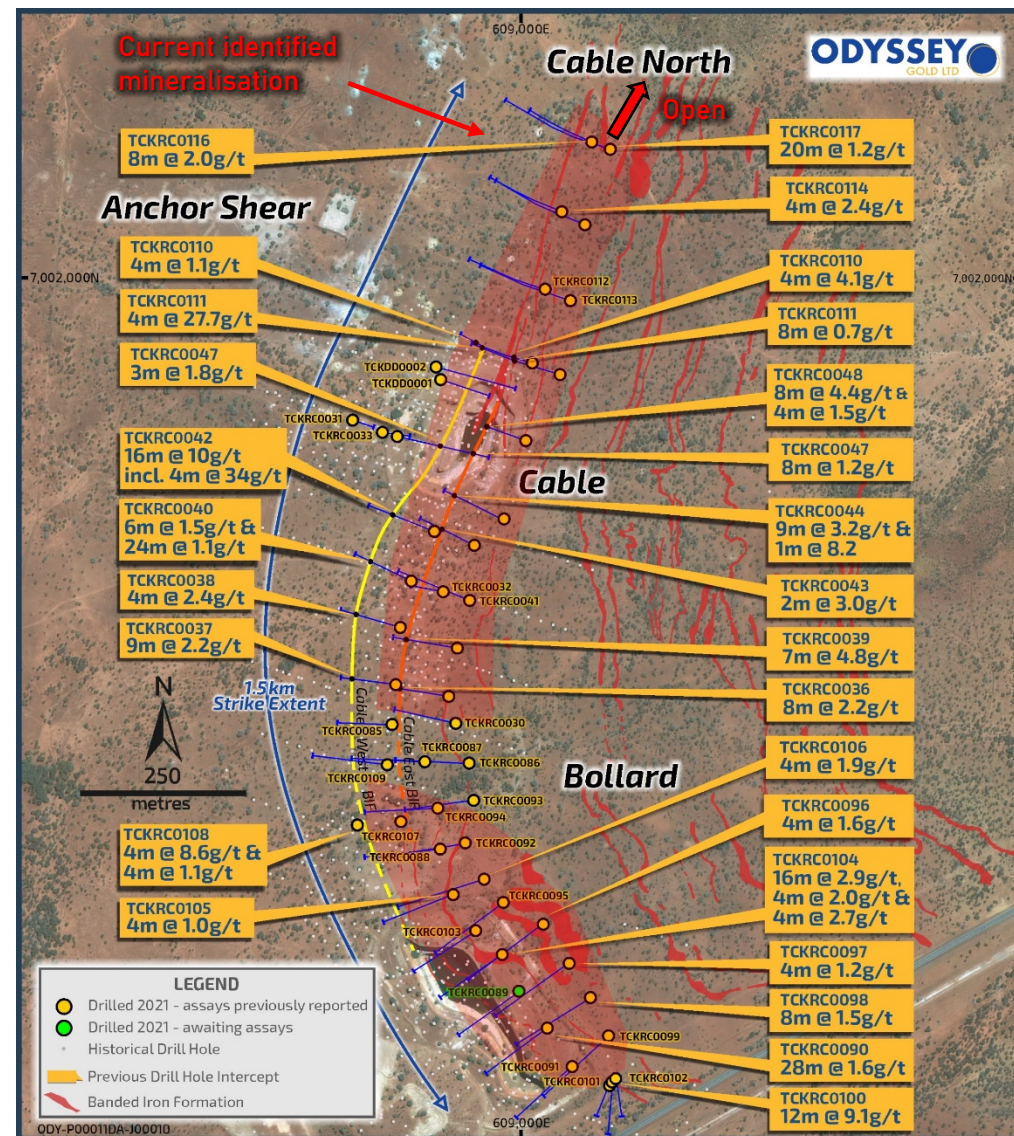 609,000E
Current identified
mineralisation
Cable North
ODYSSEY
GOLD LTD
Open
TCKRC0116
8m @ 2.0g/t
TCKRC0117
20m @ 1.2g/t
Anchor Shear
TCKRC0114
4m @ 2.4g/t
TCKRC0110
4m @ 1.1g/t
TCKRC0110
4m @ 4.1g/t
7,002,000N
7,002,000N
TCKRC0112
TCKRC0113
TCKRC0111
4m @ 27.7g/t
TCKRC0111
8m @ 0.7g/t
TCKRC0047
3m @ 1.8g/t
TCKDD0002
TCKDD0001
TCKRC0048
8m @ 4.4g/t &
4m @ 1.5g/t
TCKRC0031
TCKRC0033
TCKRC0042
16m @ 10g/t
incl. 4m @ 34g/t
TCKRC0047
8m @ 1.2g/t
Cable
TCKRC0040
6m @ 1.5g/t &
24m @ 1.1g/t
TCKRC0044
9m @ 3.2g/t &
1m @ 8.2
TCKRC0038
4m @ 2.4g/t
TCKRC0032
TCKRC0041
TCKRC0043
2m @ 3.0g/t
TCKRC0037
9m @ 2.2g/t
TCKRC0039
7m @ 4.8g/t
N
250
metres
1.5km
Strike Extent
Cable West BIF
Cable East BIF
TCKRC0036
8m @ 2.2g/t
TCKRC0085
TCKRC0030
TCKRC0087
TCKRC0086
TCKRC0109
Bollard
TCKRC0106
4m @ 1.9g/t
TCKRC0093
TCKRC0094
TCKRC0107
TCKRC0096
4m @ 1.6g/t
TCKRC0108
4m @ 8.6g/t &
4m @ 1.1g/t
TCKRC0088
TCKRC0092
TCKRC0104
16m @ 2.9g/t,
4m @ 2.0g/t &
4m @ 2.7g/t
TCKRC0105
4m @ 1.0g/t
TCKRC0095
TCKRC0103
TCKRC0097
4m @ 1.2g/t
TCKRC0089
TCKRC0098
8m @ 1.5g/t
TCKRC0099
TCKRC0090
28m @ 1.6g/t
TCKRC0091
TCKRC0101
TCKRC0102
TCKRC0100
12m @ 9.1g/t
LEGEND
Drilled 2021 - assays previously reported
Drilled 2021 - awaiting assays
Historical Drill Hole
Previous Drill Hole Intercept
Banded Iron Formation
ODY-P00011DA-J00010
609,000E